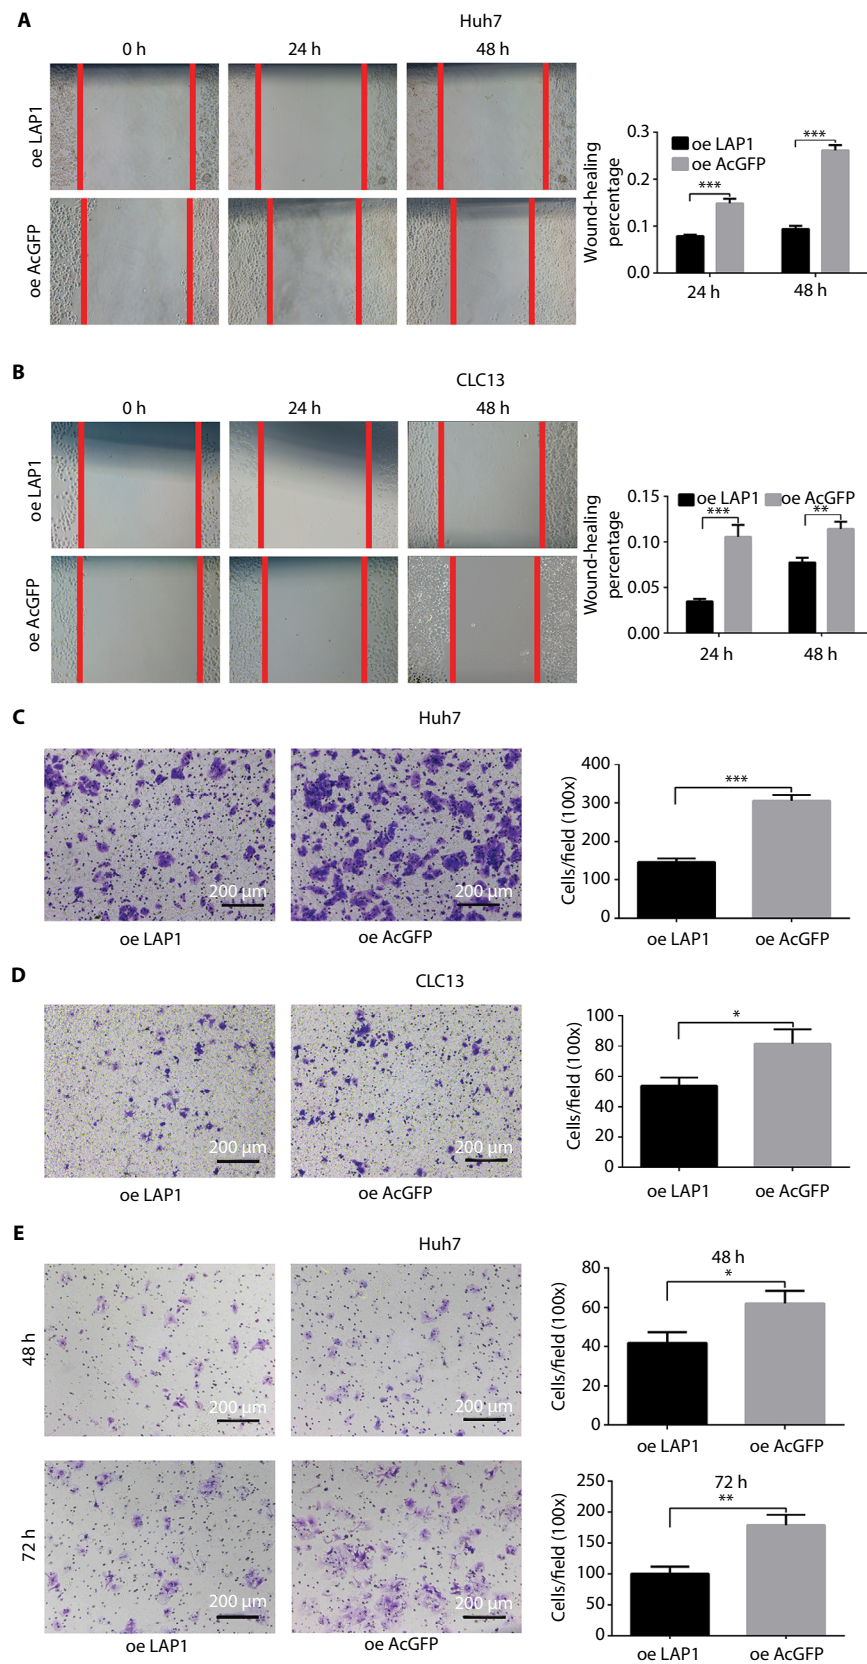 A
Huh7
0 h
24 h
48 h
oe LAP1
oe AcGFP
Wound-healing
percentage
0.3
0.2
0.1
0.0
oe LAP1
oe AcGFP
***
***
24 h
48 h
B
CLC13
0 h
24 h
48 h
oe LAP1
oe AcGFP
Wound-healing
percentage
0.15
0.10
0.05
0.00
oe LAP1
oe AcGFP
***
**
24 h
48 h
C
Huh7
200 µm
200 µm
oe LAP1
oe AcGFP
Cells/field (100x)
400
300
200
100
0
***
oe LAP1
oe AcGFP
D
CLC13
200 µm
200 µm
oe LAP1
oe AcGFP
Cells/field (100x)
100
80
60
40
20
0
*
oe LAP1
oe AcGFP
E
Huh7
48 h
200 µm
200 µm
Cells/field (100x)
80
60
40
20
0
48 h
*
oe LAP1
oe AcGFP
72 h
200 µm
200 µm
oe LAP1
oe AcGFP
Cells/field (100x)
250
200
150
100
50
0
72 h
**
oe LAP1
oe AcGFP